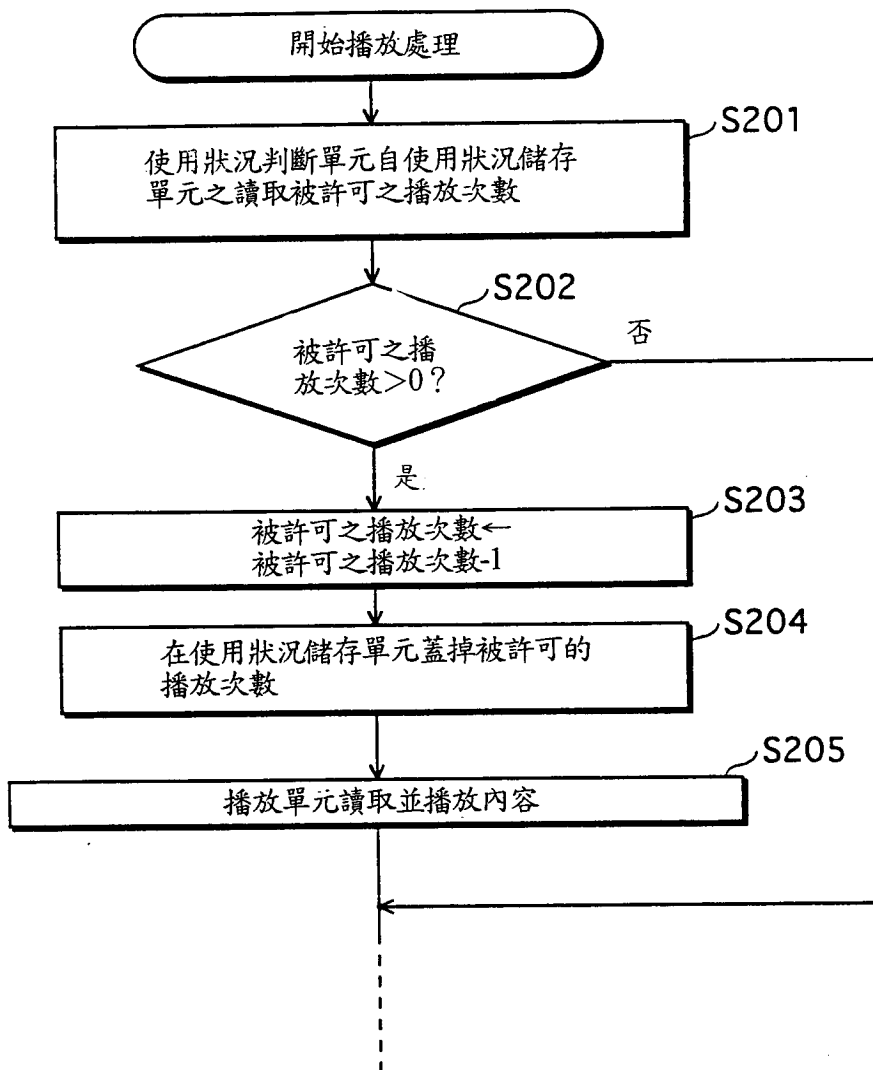 開始播放處理
S201
使用狀況判斷單元自使用狀況儲存
單元之讀取被許可之播放次數
S202
被許可之播
放次數>0?
否
是
S203
被許可之播放次數←
被許可之播放次數-1
S204
在使用狀況儲存單元蓋掉被許可的
播放次數
S205
播放單元讀取並播放內容